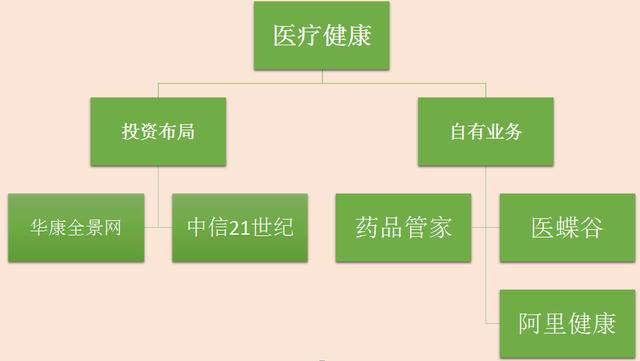 医疗健康
投资布局
自有业务
华康全景网
中信21世纪
药品管家
医蝶谷
阿里健康